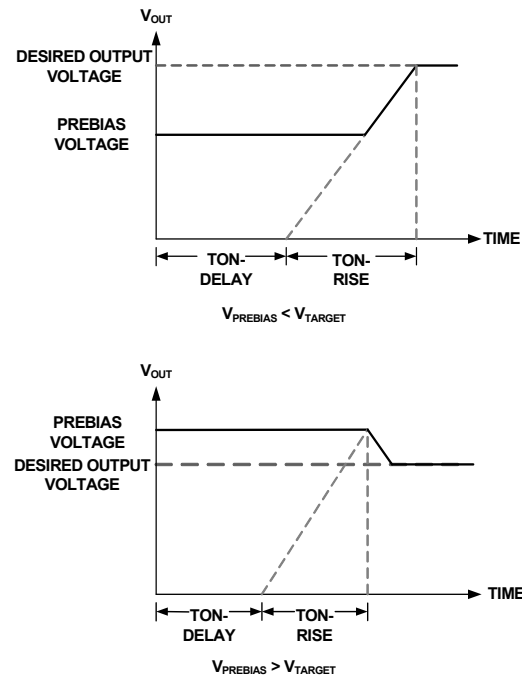 VOUT
DESIRED OUTPUT
VOLTAGE
PREBIAS
VOLTAGE
TIME
TON-
DELAY
TON-
RISE
VPREBIAS < VTARGET
VOUT
PREBIAS
VOLTAGE
DESIRED OUTPUT
VOLTAGE
TIME
TON-
DELAY
TON-
RISE
VPREBIAS > VTARGET